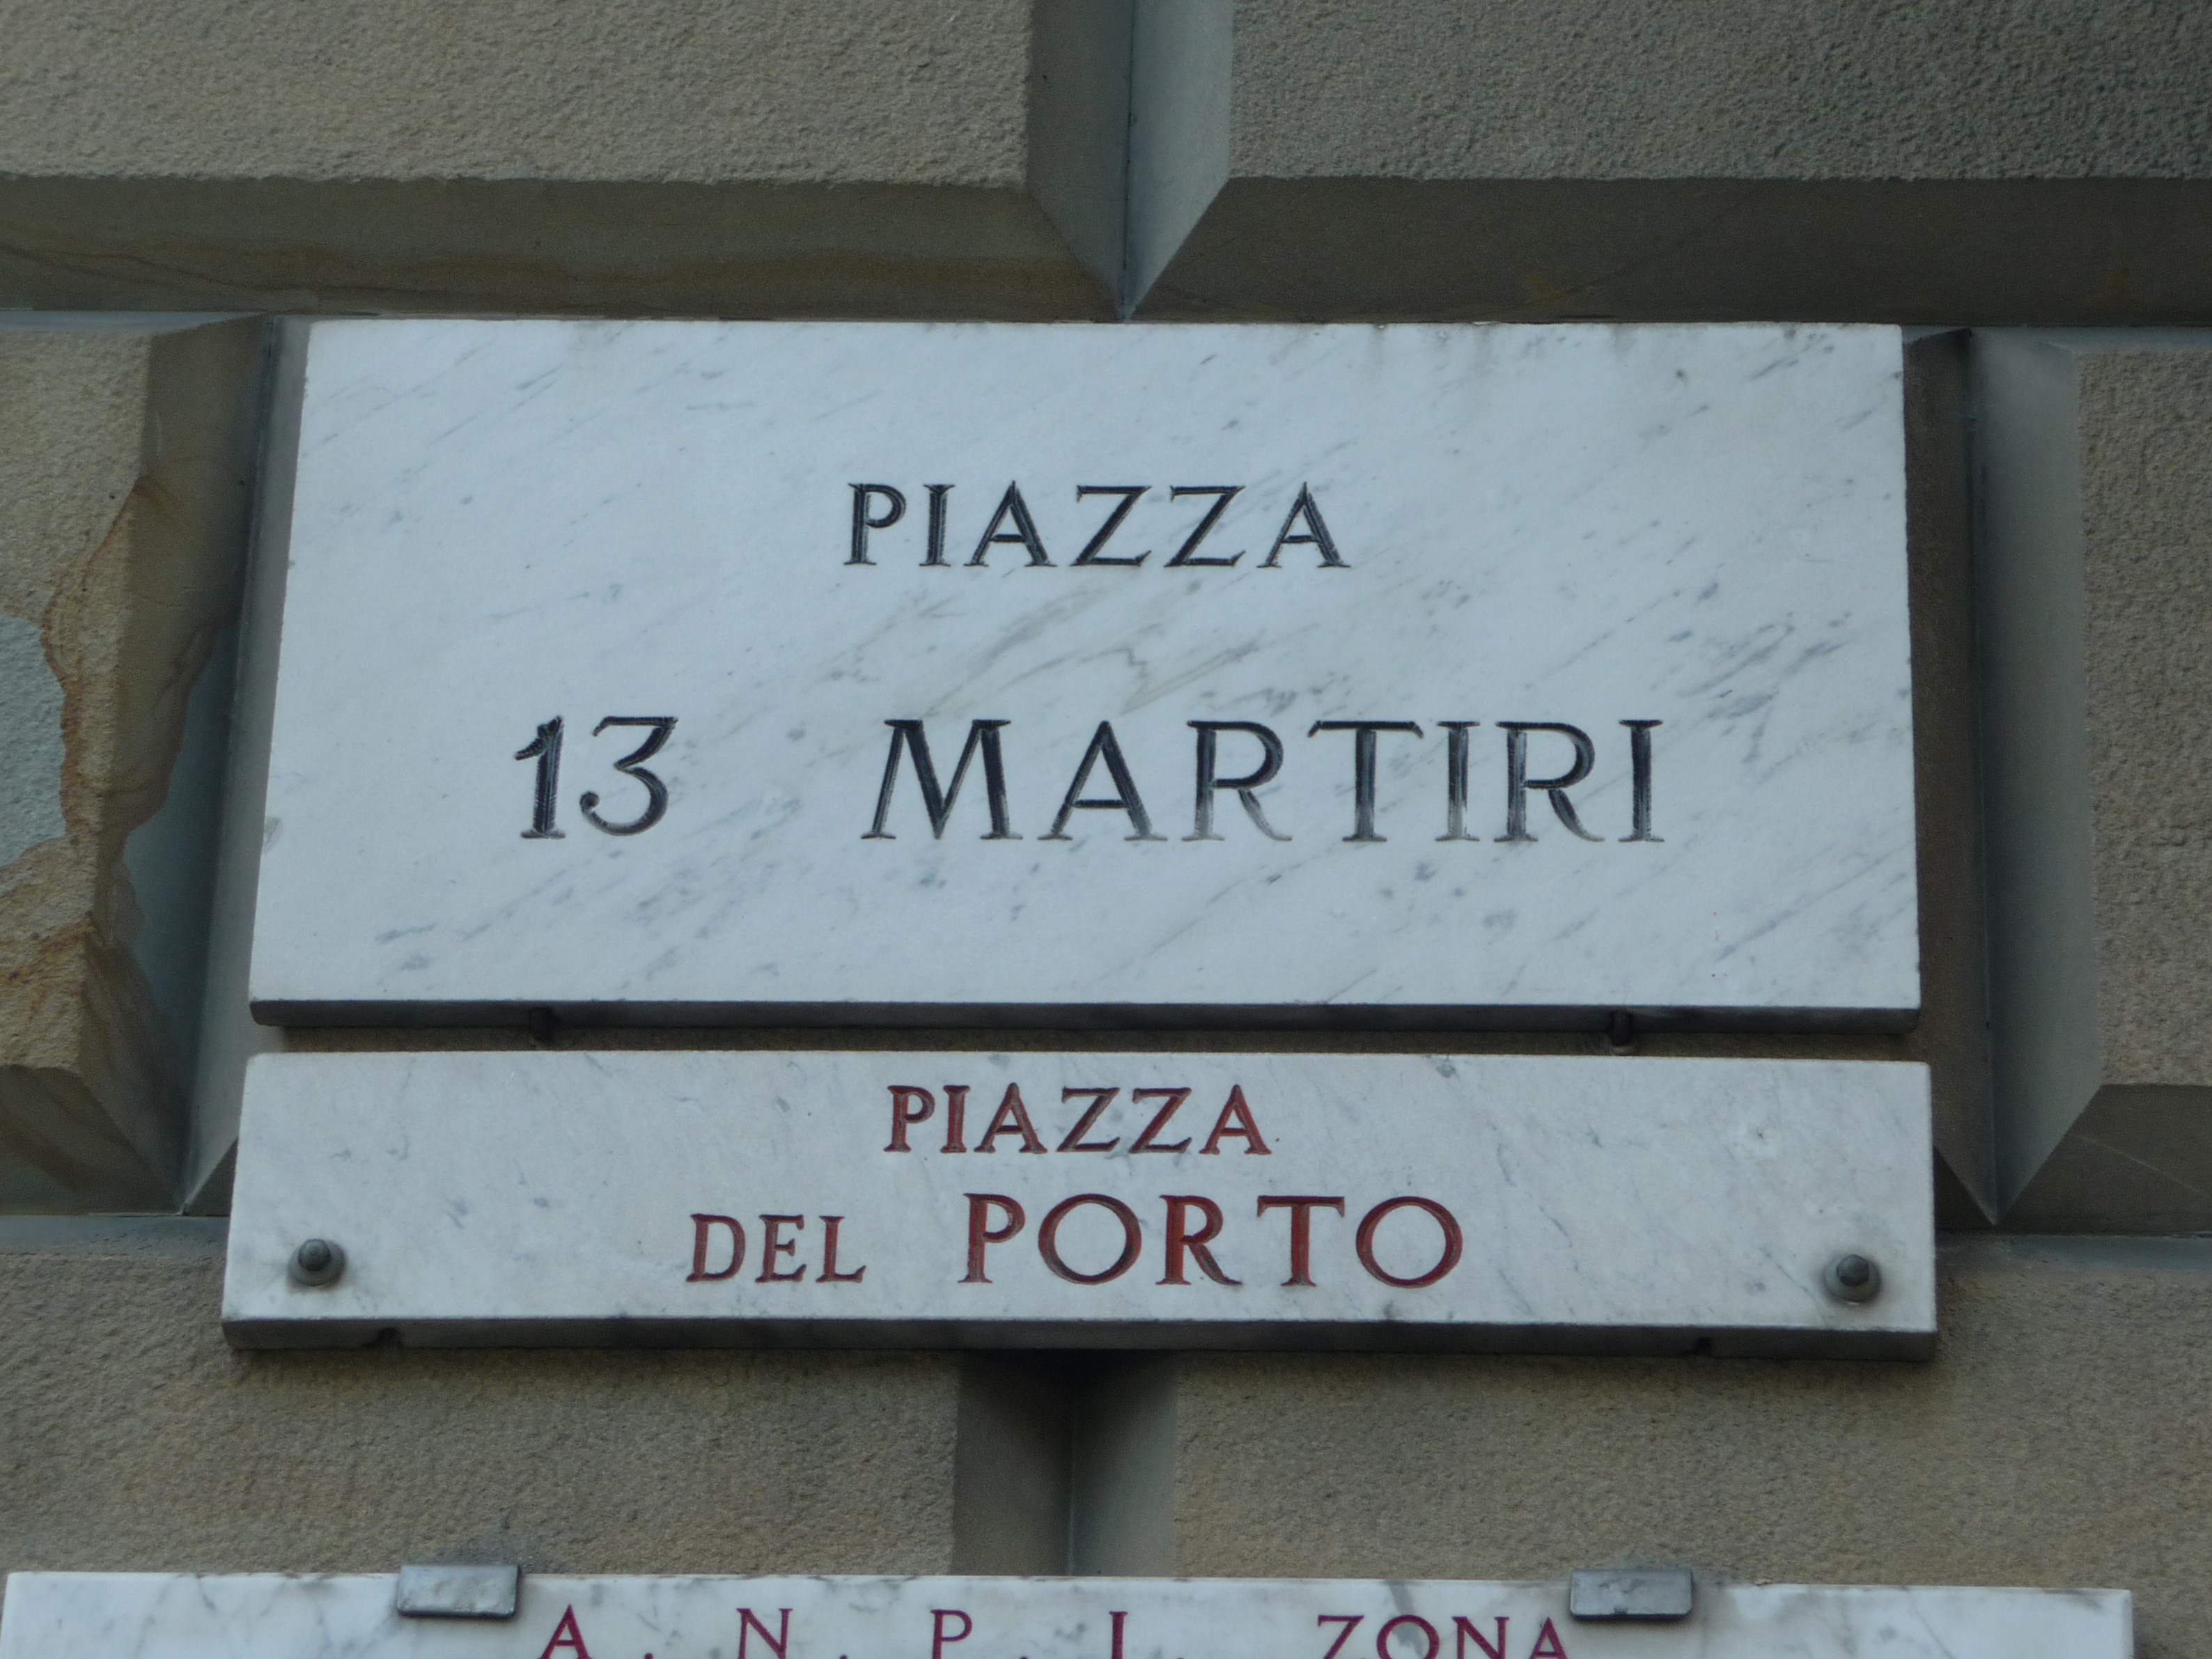 PIAZZA
13 MARTIRI
PIAZZA
DEL PORTO
A.N.P.I. ZONA